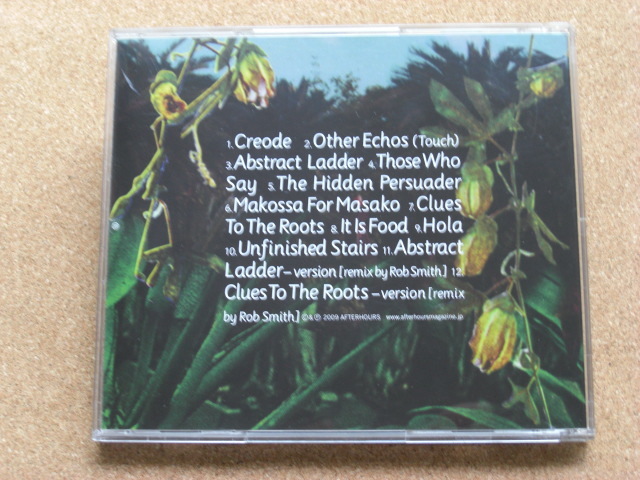 1. Creode 2. Other Echos (Touch)
3. Abstract Ladder 4. Those Who
Say 5. The Hidden Persuader
6. Makossa For Masako 7. Clues
To The Roots 8. It Is Food 9. Hola
10. Unfinished Stairs 11. Abstract
Ladder – version [remix by Rob Smith] 12.
Clues To The Roots – version [remix
by Rob Smith] ©&℗ 2009 AFTERHOURS www.afterhoursmagazine.jp